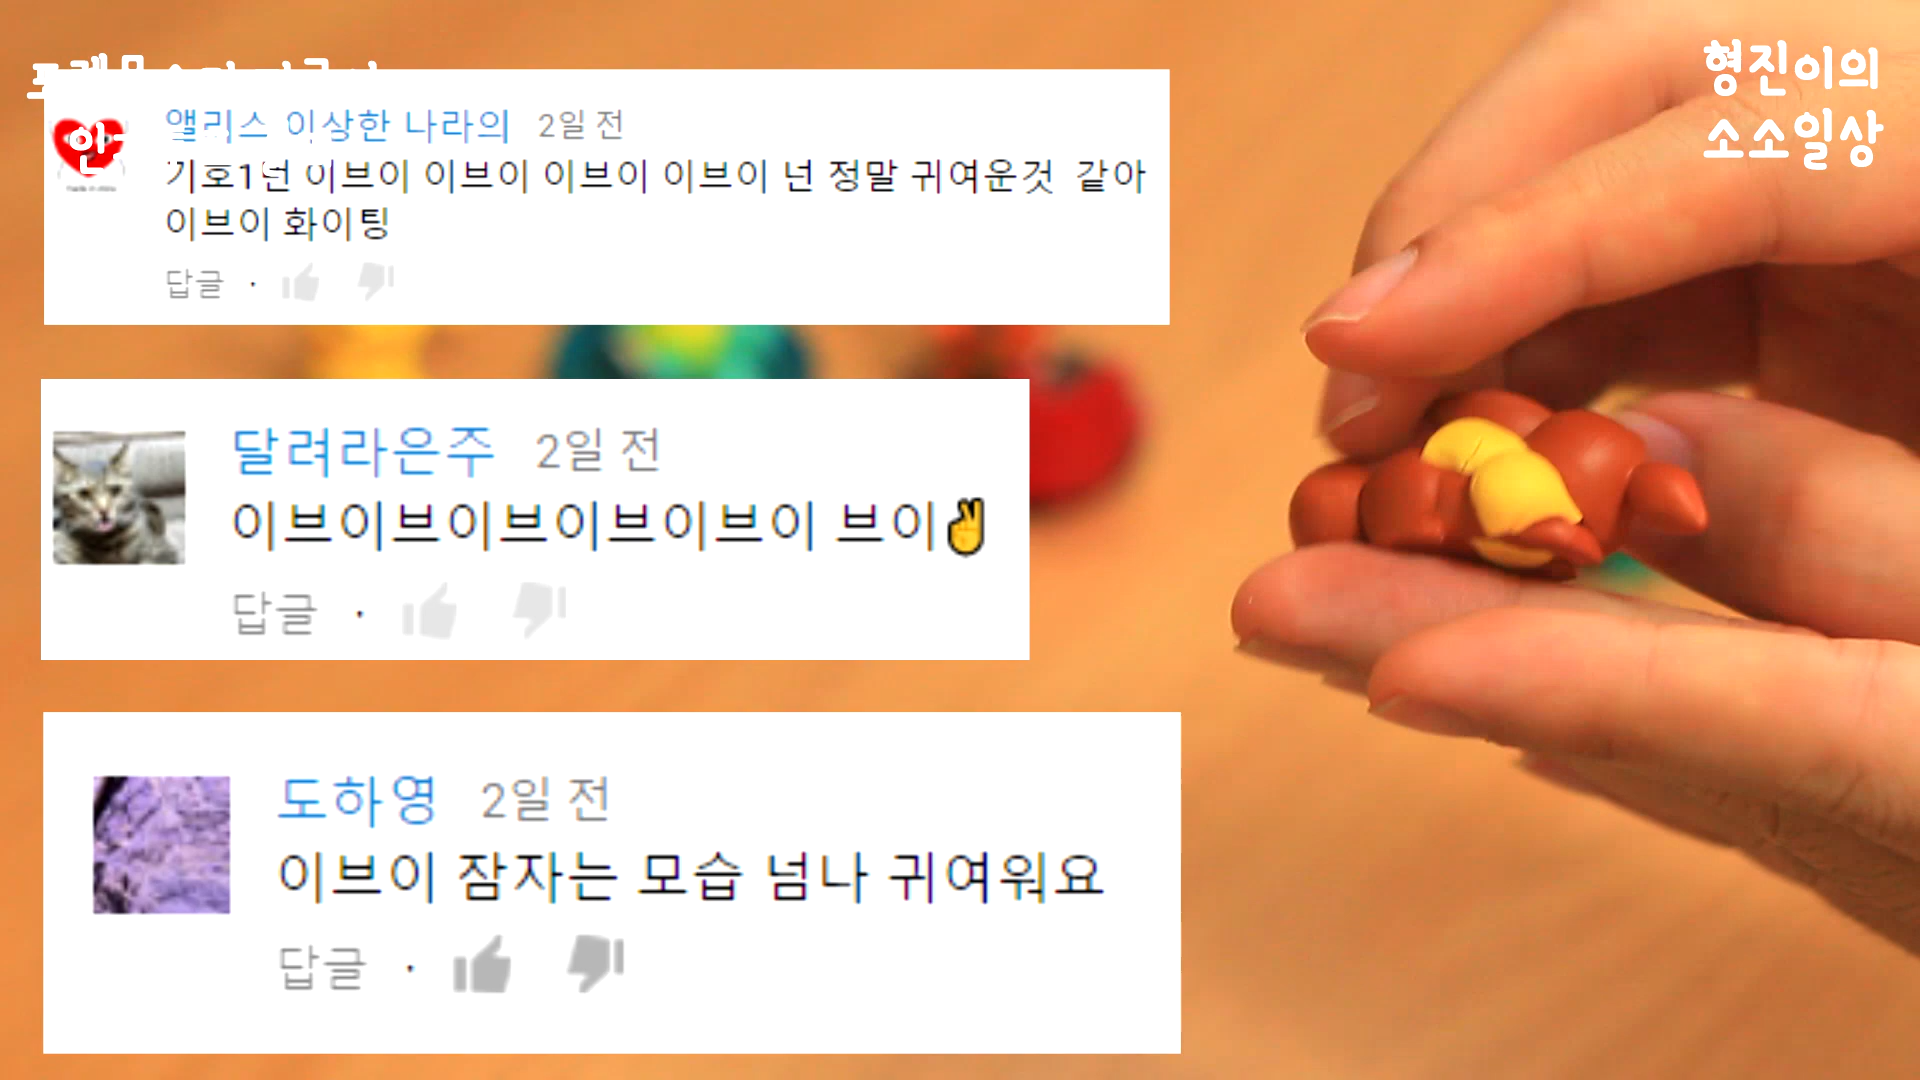 형진이의
소소일상
앨리스 이상한 나라의 2일 전
기호1번 이브이 이브이 이브이 이브이 넌 정말 귀여운것 같아
이브이 화이팅
답글 ·
달려라은주 2일 전
이브이브이브이브이브이 브이✌
답글 ·
도하영 2일 전
이브이 잠자는 모습 넘나 귀여워요
답글 ·